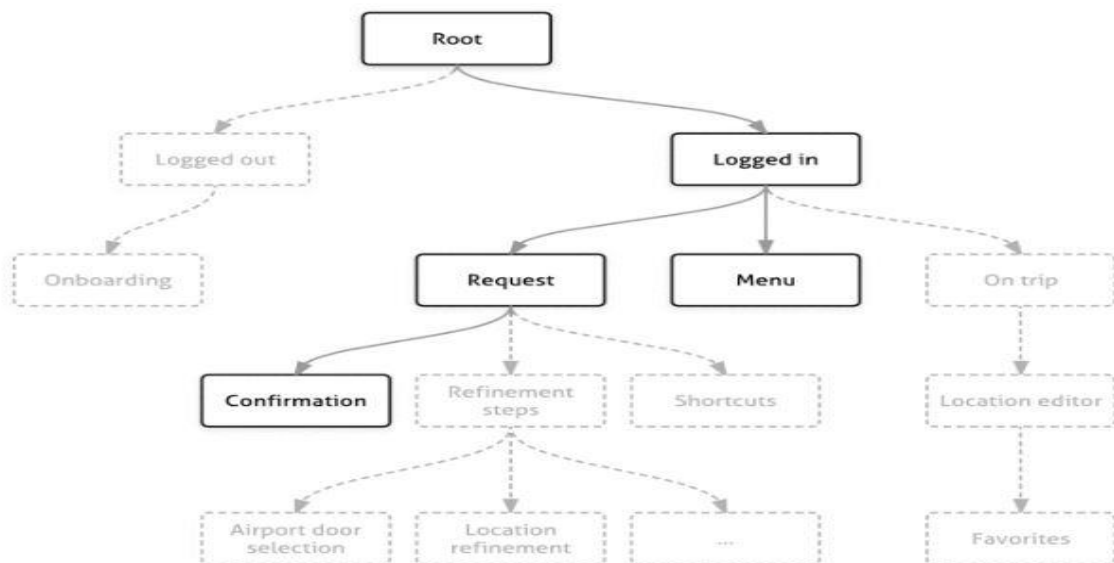 Root
Logged out
Logged in
Onboarding
Request
Menu
On trip
Confirmation
Refinement
steps
Shortcuts
Location editor
Airport door
selection
Location
refinement
...
Favorites